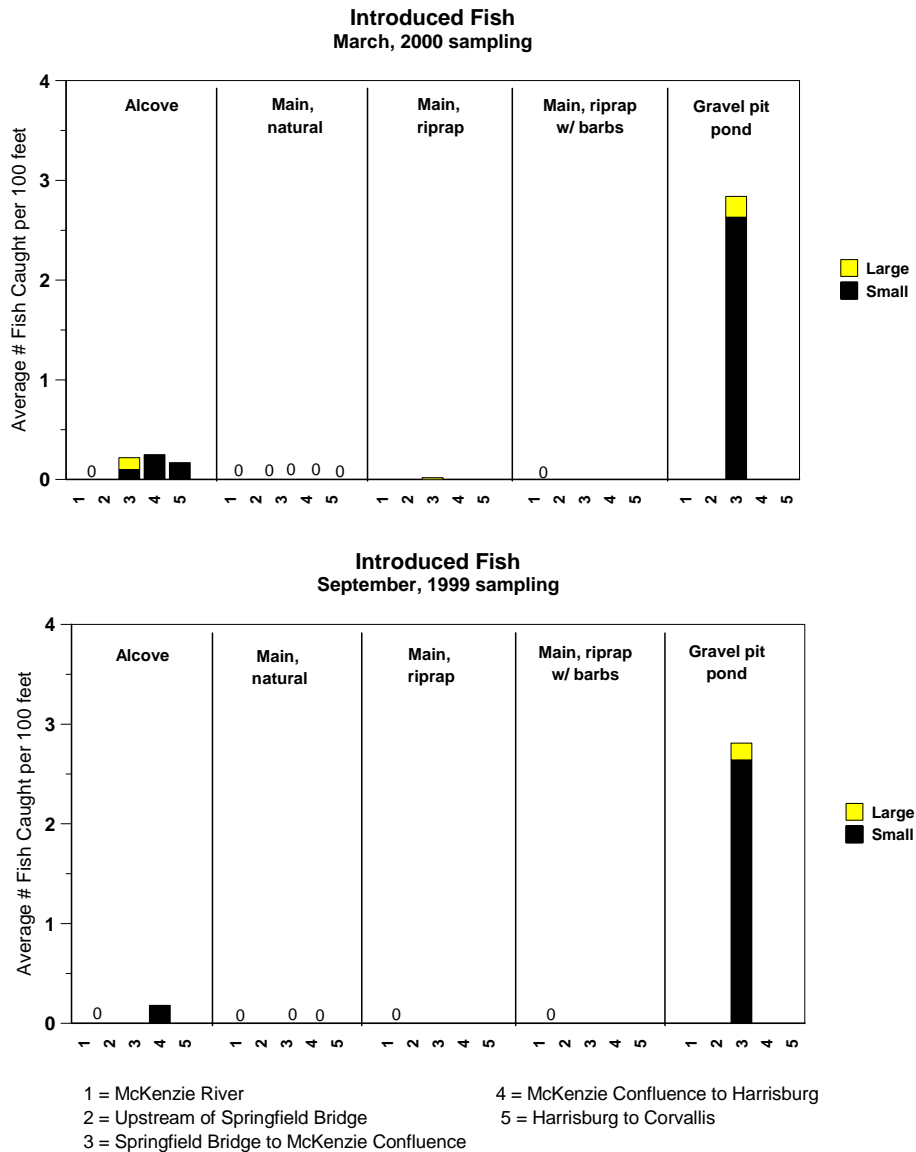 Introduced Fish
March, 2000 sampling
Average # Fish Caught per 100 feet
4
3
2
1
0
Alcove
Main,
natural
Main,
riprap
Main, riprap
w/ barbs
Gravel pit
pond
0
0 0 0 0 0
0
1 2 3 4 5
1 2 3 4 5
1 2 3 4 5
1 2 3 4 5
1 2 3 4 5
Large
Small
Introduced Fish
September, 1999 sampling
Average # Fish Caught per 100 feet
4
3
2
1
0
Alcove
Main,
natural
Main,
riprap
Main, riprap
w/ barbs
Gravel pit
pond
0
0 0 0
0
0
1 2 3 4 5
1 2 3 4 5
1 2 3 4 5
1 2 3 4 5
1 2 3 4 5
Large
Small
1 = McKenzie River
2 = Upstream of Springfield Bridge
3 = Springfield Bridge to McKenzie Confluence
4 = McKenzie Confluence to Harrisburg
5 = Harrisburg to Corvallis